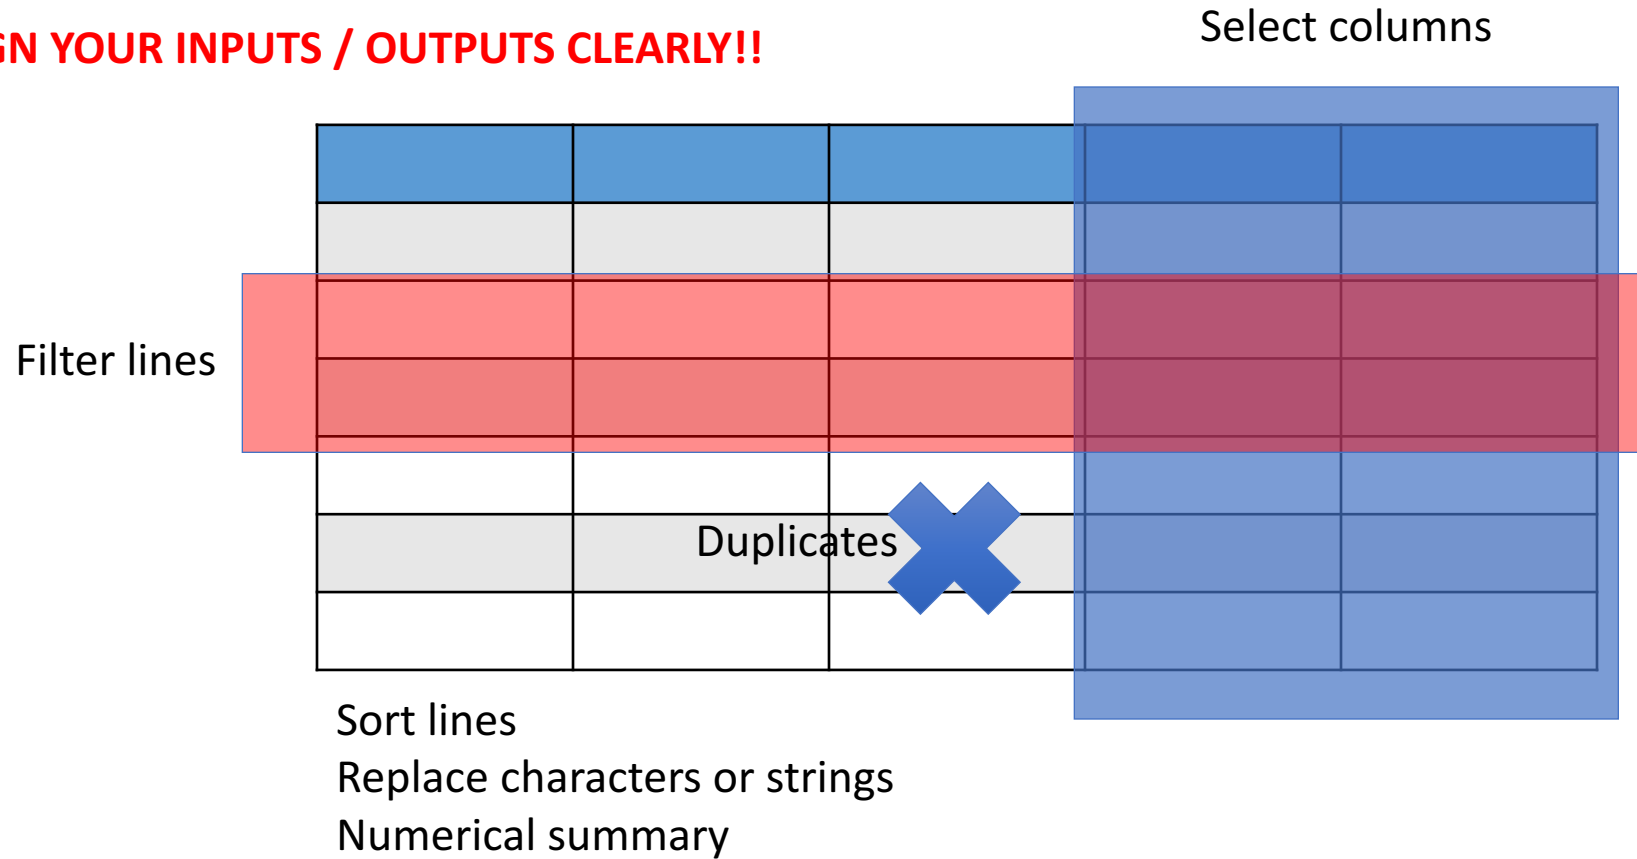 GN YOUR INPUTS / OUTPUTS CLEARLY!!
Select columns
Filter lines
Duplicates
Sort lines
Replace characters or strings
Numerical summary